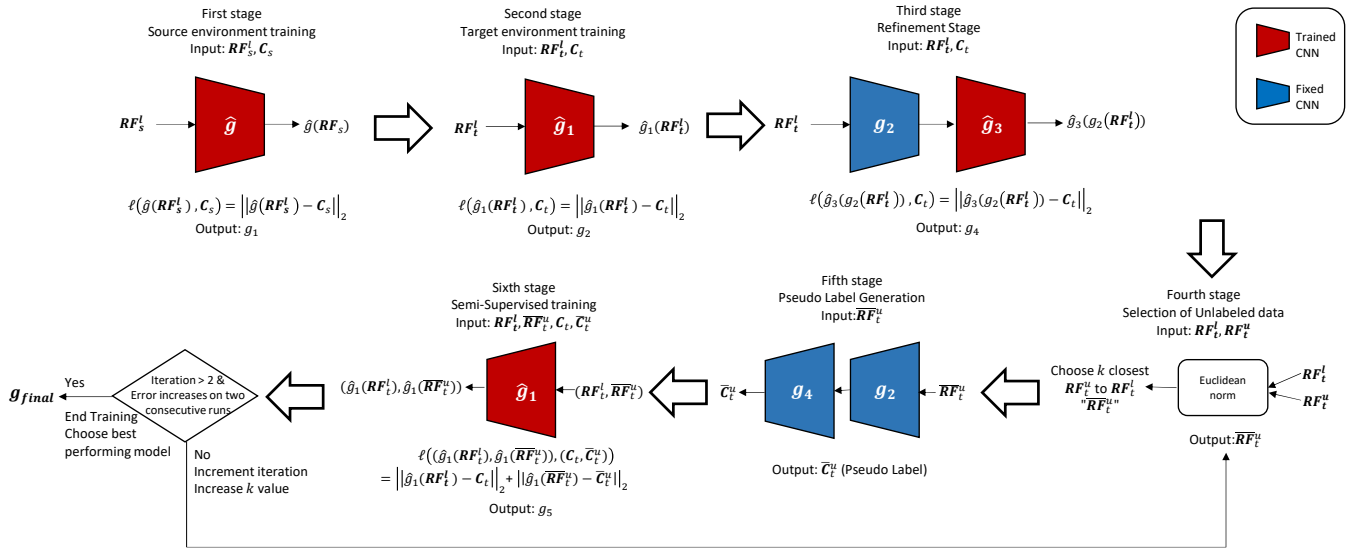 First stage
Source environment training
Input: RF_s^l, C_s
RF_s^l
ĝ
ĝ(RF_s)
ℓ(ĝ(RF_s^l), C_s) = ||ĝ(RF_s^l) − C_s||_2
Output: g_1
Second stage
Target environment training
Input: RF_t^l, C_t
RF_t^l
ĝ_1
ĝ_1(RF_t^l)
ℓ(ĝ_1(RF_t^l), C_t) = ||ĝ_1(RF_t^l) − C_t||_2
Output: g_2
Third stage
Refinement Stage
Input: RF_t^l, C_t
RF_t^l
g_2
ĝ_3
ĝ_3(g_2(RF_t^l))
ℓ(ĝ_3(g_2(RF_t^l)), C_t) = ||ĝ_3(g_2(RF_t^l)) − C_t||_2
Output: g_4
Trained
CNN
Fixed
CNN
Fourth stage
Selection of Unlabeled data
Input: RF_t^l, RF_t^u
RF_t^l
RF_t^u
Euclidean
norm
Choose k closest
RF_t^u to RF_t^l
"R̅F̅_t^u"
Output: R̅F̅_t^u
Fifth stage
Pseudo Label Generation
Input: R̅F̅_t^u
R̅F̅_t^u
g_2
g_4
C̅_t^u
Output: C̅_t^u (Pseudo Label)
Sixth stage
Semi-Supervised training
Input: RF_t^l, R̅F̅_t^u, C_t, C̅_t^u
(RF_t^l, R̅F̅_t^u)
ĝ_1
(ĝ_1(RF_t^l), ĝ_1(R̅F̅_t^u))
ℓ((ĝ_1(RF_t^l), ĝ_1(R̅F̅_t^u)), (C_t, C̅_t^u))
= ||ĝ_1(RF_t^l) − C_t||_2 + ||ĝ_1(R̅F̅_t^u) − C̅_t^u||_2
Output: g_5
Iteration > 2 &
Error increases on two
consecutive runs
Yes
End Training
Choose best
performing model
g_final
No
Increment iteration
Increase k value